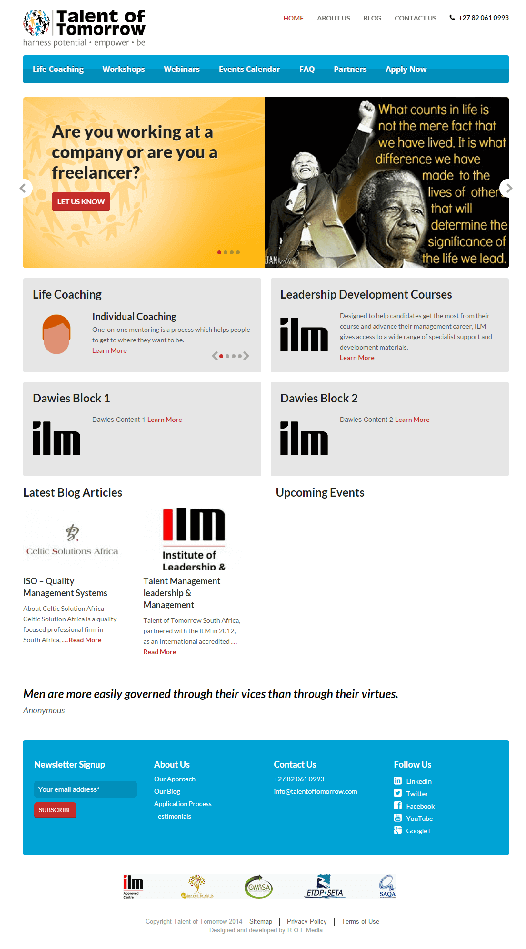 Talent of
Tomorrow
harness potential • empower • be
HOME ABOUT US BLOG CONTACT US +27 82 061 0993
Life Coaching Workshops Webinars Events Calendar FAQ Partners Apply Now
Are you working at a
company or are you a
freelancer?
LET US KNOW
What counts in life is
not the mere fact that
we have lived. It is what
difference we have
made to the
lives of other
that will
determine the
significance of
the life we lead.
Life Coaching
Individual Coaching
One-on-one mentoring is a process which helps people
to get to where they want to be.
Learn More
Leadership Development Courses
ilm
Designed to help candidates get the most from their
course and advance their management career, ILM
gives access to a wide range of specialist support and
development materials.
Learn More
Dawies Block 1
ilm
Dawies Content 1 Learn More
Dawies Block 2
ilm
Dawies Content 2 Learn More
Latest Blog Articles
Celtic Solutions Africa
ISO – Quality
Management Systems
About Celtic Solution Africa
Celtic Solutions Africa is a quality
focused professional firm in
South Africa.... Read More
ilm
Institute of
Leadership &
Talent Management
leadership &
Management
Talent of Tomorrow South Africa,
partnered with the ILM in 2012,
as an international accredited....
Read More
Upcoming Events
Men are more easily governed through their vices than through their virtues.
Anonymous
Newsletter Signup
Your email address*
SUBSCRIBE
About Us
Our Approach
Our Blog
Application Process
Testimonials
Contact Us
+27 82 061 0993
info@talentoftomorrow.com
Follow Us
LinkedIn
Twitter
Facebook
YouTube
Google+
ilm
Approved
Centre
ETDP-SETA
SAQA
Copyright Talent of Tomorrow 2014 Sitemap | Privacy Policy | Terms of Use
Designed and developed by Media